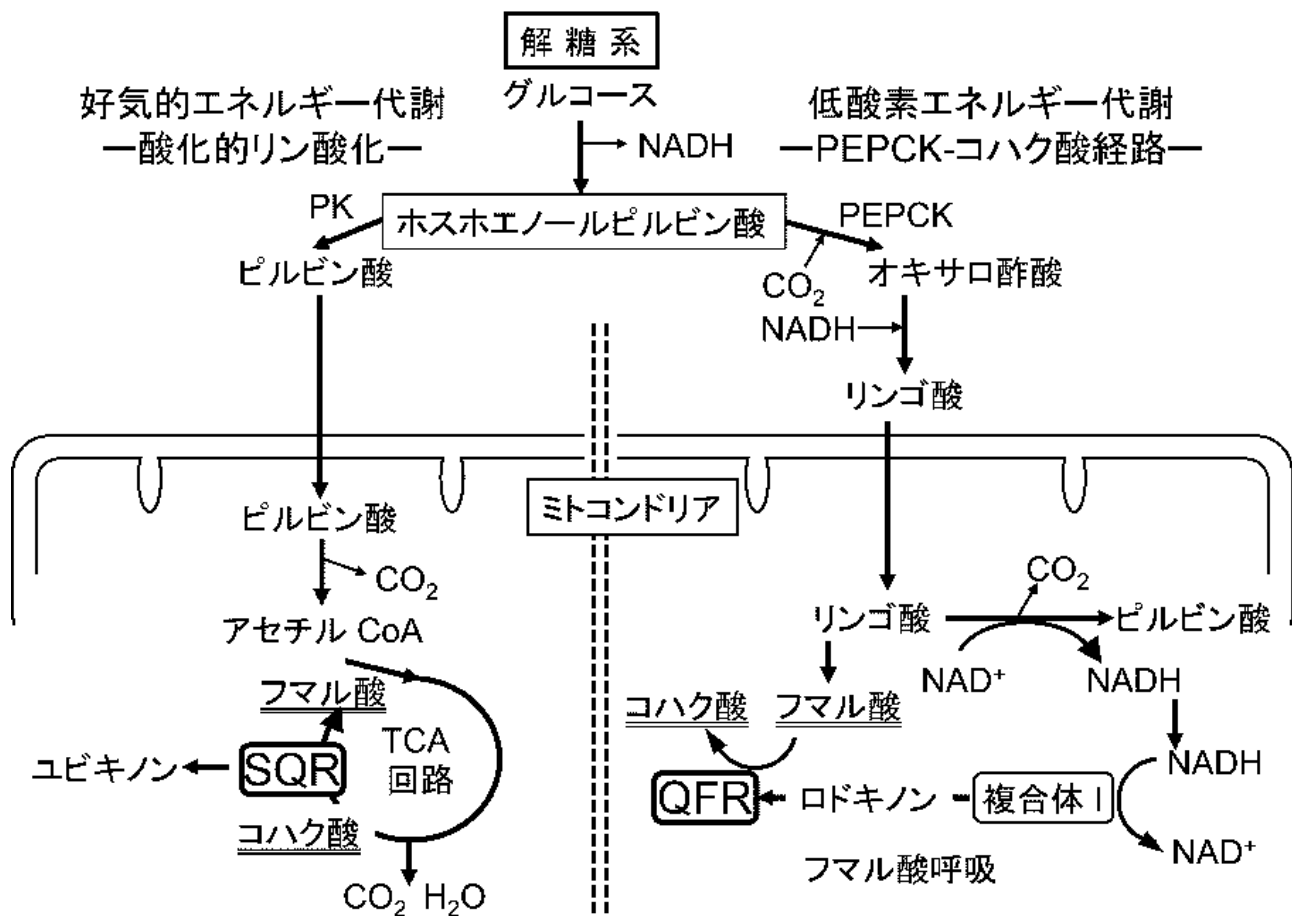 解糖系
グルコース
NADH
好気的エネルギー代謝
ー酸化的リン酸化ー
低酸素エネルギー代謝
ーPEPCK-コハク酸経路ー
PK
ホスホエノールピルビン酸
PEPCK
ピルビン酸
CO₂
オキサロ酢酸
NADH
リンゴ酸
ミトコンドリア
ピルビン酸
CO₂
アセチル CoA
フマル酸
TCA
回路
ユビキノン
SQR
コハク酸
CO₂ H₂O
CO₂
リンゴ酸
ピルビン酸
NAD⁺
NADH
コハク酸
フマル酸
NADH
QFR
ロドキノン
複合体 I
NAD⁺
フマル酸呼吸